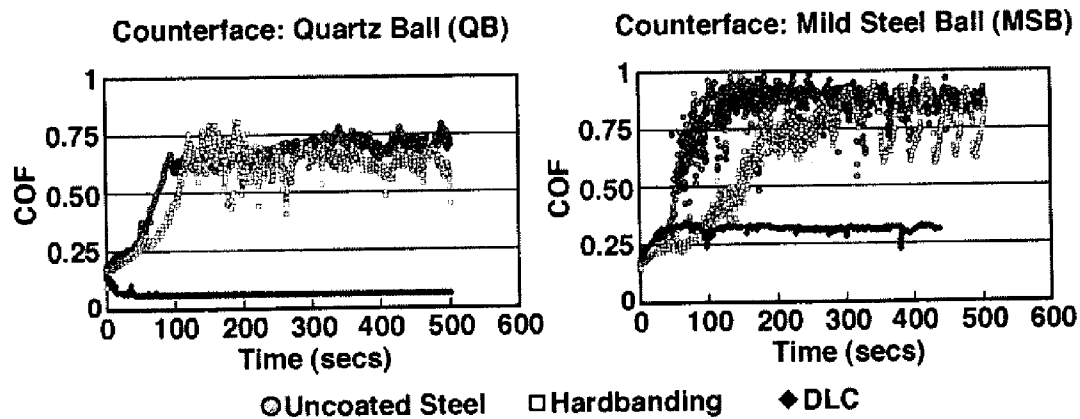 Counterface: Quartz Ball (QB)
1
0.75
0.50
0.25
0
COF
0 100 200 300 400 500 600
Time (secs)
Counterface: Mild Steel Ball (MSB)
1
0.75
0.50
0.25
0
COF
0 100 200 300 400 500 600
Time (secs)
Uncoated Steel Hardbanding DLC